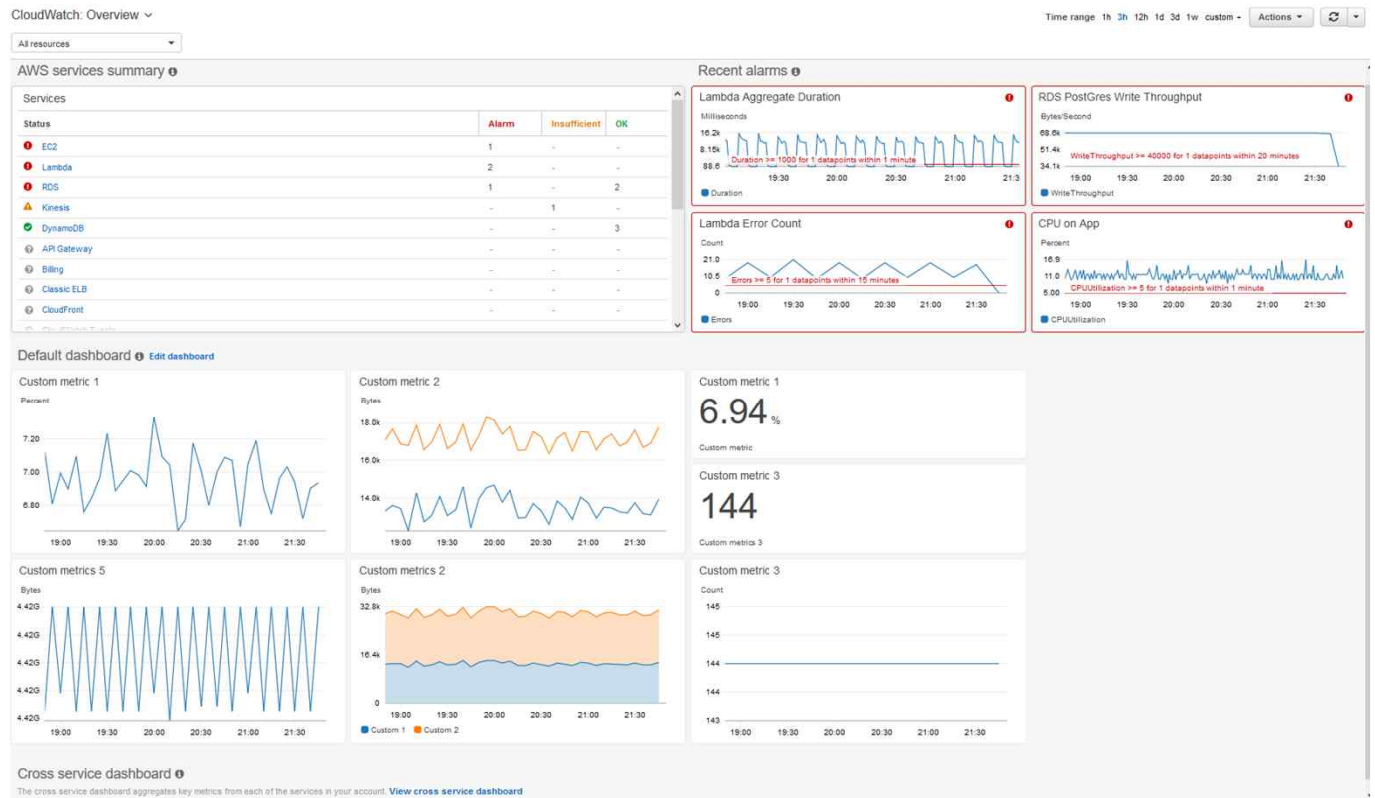 CloudWatch: Overview
Time range 1h 3h 12h 1d 3d 1w custom Actions
All resources
AWS services summary
Services
Status Alarm Insufficient OK
EC2 1 - -
Lambda 2 - -
RDS 1 - 2
Kinesis - 1 -
DynamoDB - - 3
API Gateway - - -
Billing - - -
Classic ELB - - -
CloudFront - - -
Recent alarms
Lambda Aggregate Duration
Milliseconds
16.2k
8.15k
88.6
Duration >= 1000 for 1 datapoints within 1 minute
19:30 20:00 20:30 21:00 21:3
Duration
RDS PostGres Write Throughput
Bytes/Second
68.6k
51.4k
34.1k
WriteThroughput >= 40000 for 1 datapoints within 20 minutes
19:00 19:30 20:00 20:30 21:00 21:30
WriteThroughput
Lambda Error Count
Count
21.0
10.5
0
Errors >= 5 for 1 datapoints within 15 minutes
19:00 19:30 20:00 20:30 21:00 21:30
Errors
CPU on App
Percent
16.9
11.0
5.00
CPUUtilization >= 5 for 1 datapoints within 1 minute
19:00 19:30 20:00 20:30 21:00 21:30
CPUUtilization
Default dashboard Edit dashboard
Custom metric 1
Percent
7.20
7.00
6.80
19:00 19:30 20:00 20:30 21:00 21:30
Custom metric 2
Bytes
18.0k
16.0k
14.0k
19:00 19:30 20:00 20:30 21:00 21:30
Custom metric 1
6.94 %
Custom metric
Custom metric 3
144
Custom metrics 3
Custom metrics 5
Bytes
4.42G
4.42G
4.42G
4.42G
4.42G
19:00 19:30 20:00 20:30 21:00 21:30
Custom metrics 2
Bytes
32.8k
16.4k
0
19:00 19:30 20:00 20:30 21:00 21:30
Custom 1 Custom 2
Custom metric 3
Count
145
145
144
144
143
19:00 19:30 20:00 20:30 21:00 21:30
Cross service dashboard
The cross service dashboard aggregates key metrics from each of the services in your account. View cross service dashboard